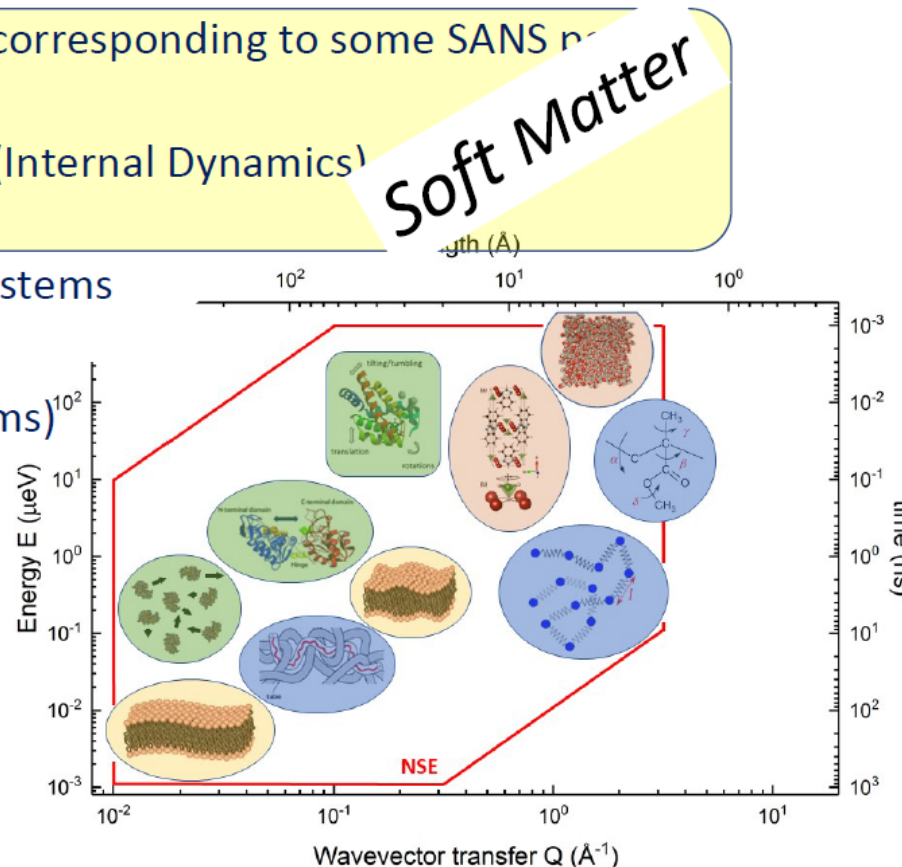 corresponding to some SANS
(Internal Dynamics)
Soft Matter
(Å)
stems
ms)
10² 10¹ 10⁰
10²
10¹
10⁰
10⁻¹
10⁻²
10⁻³
Energy E (μeV)
10⁻³
10⁻²
10⁻¹
10⁰
10¹
10²
10³
(ns)
tilting/tumbling
translation
rotations
N-terminal domain
C-terminal domain
Hinge
CH₃
γ
C
α
C
β
C
O
O
δ
CH₃
l
NSE
10⁻² 10⁻¹ 10⁰ 10¹
Wavevector transfer Q (Å⁻¹)